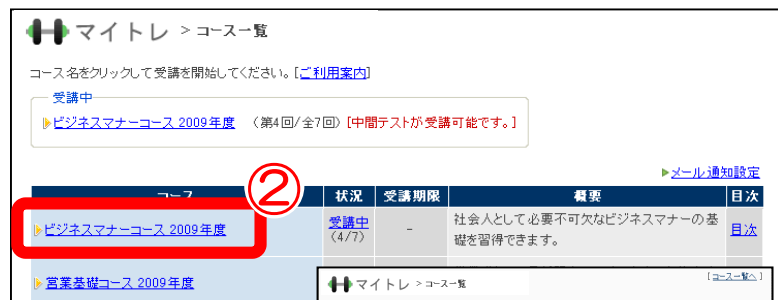 マイトレ > コース一覧
コース名をクリックして受講を開始してください。[ご利用案内]
受講中
ビジネスマナーコース 2009年度 （第4回/全7回） [中間テストが受講可能です。]
▶メール通知設定
コース 状況 受講期限 概要 目次
②
ビジネスマナーコース 2009年度 受講中 (4/7) - 社会人として必要不可欠なビジネスマナーの基 目次
礎を習得できます。
営業基礎コース 2009年度
マイトレ > コース一覧 [コース一覧へ]